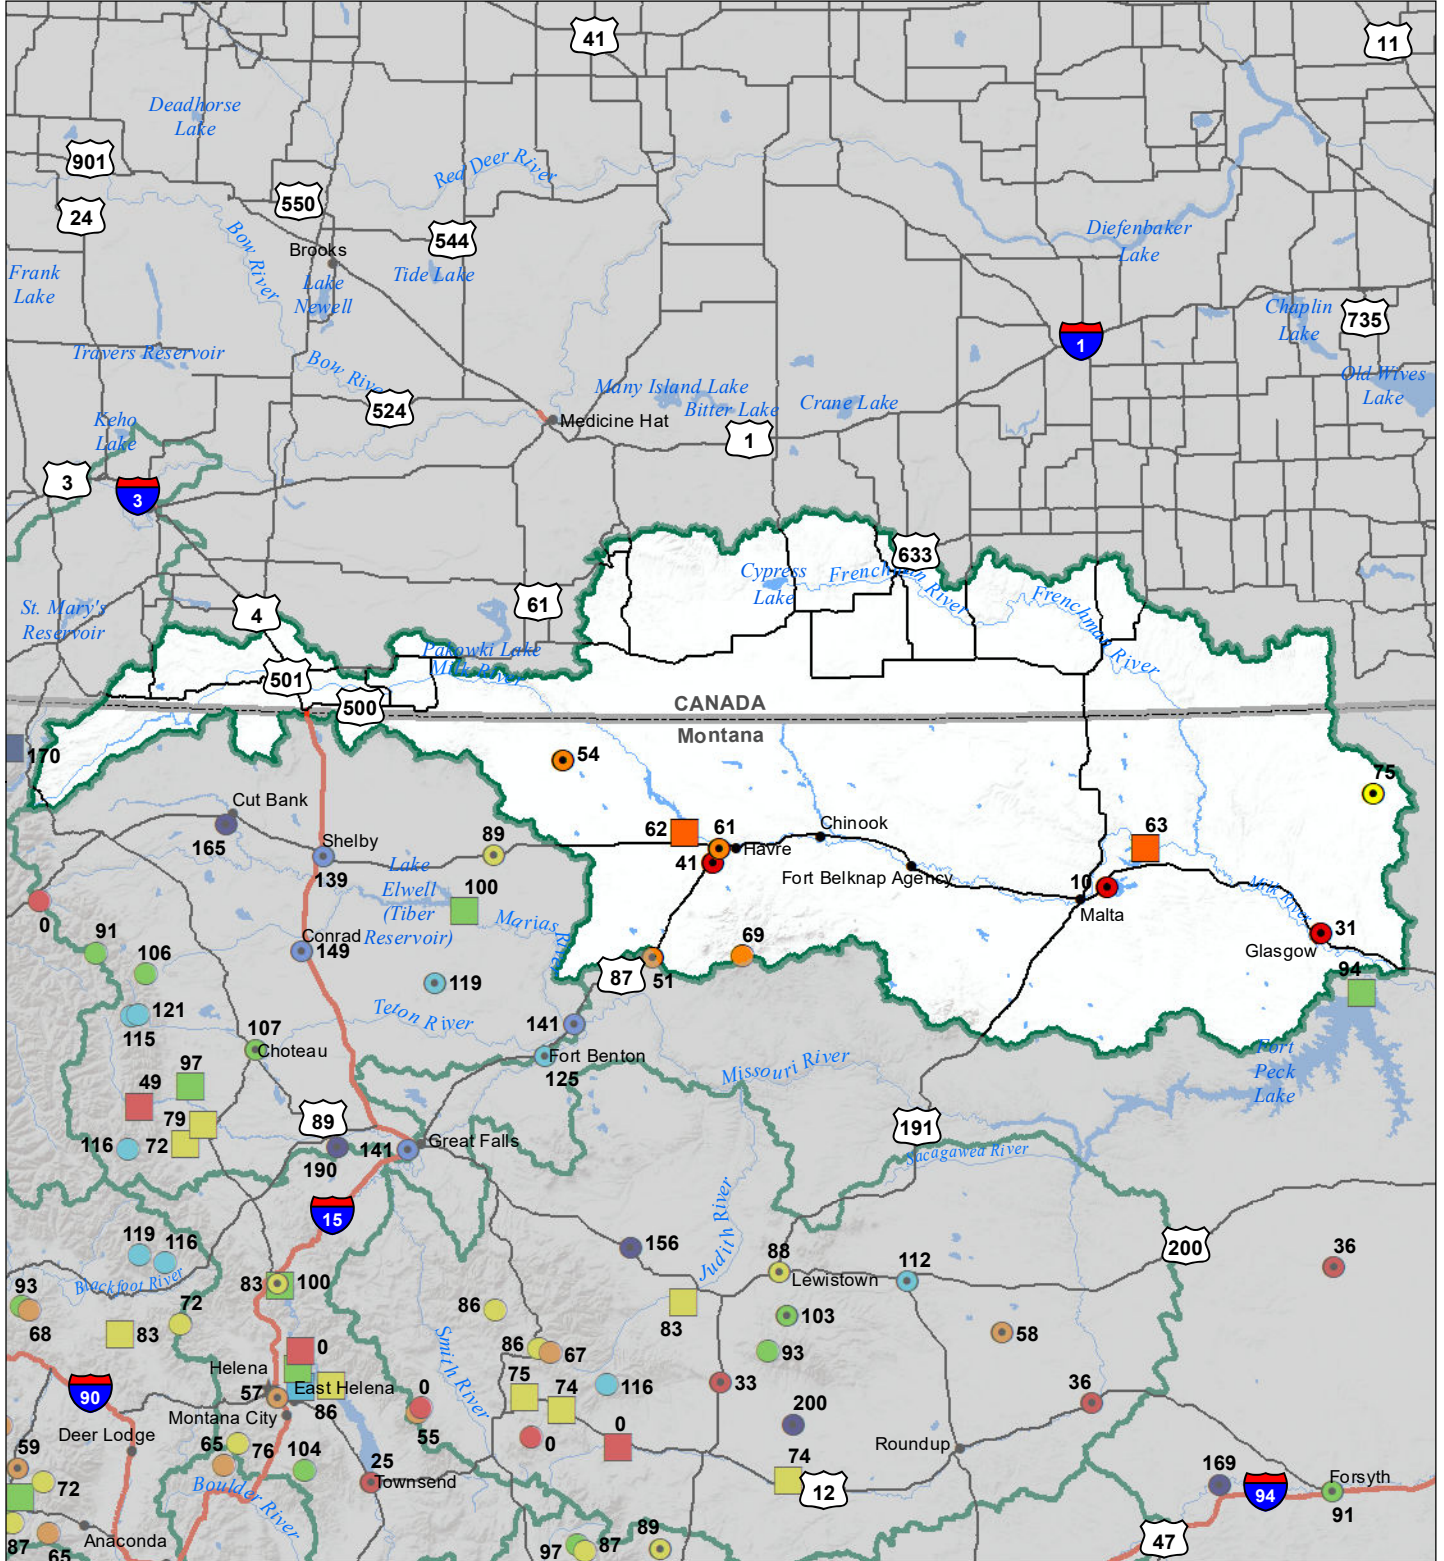 41
11
Deadhorse
Lake
901
Red Deer River
550
24
544
Bow River
Brooks
Diefenbaker
Lake
Frank
Lake
Lake
Newell
Tide Lake
Chaplin
Lake
735
1
Travers Reservoir
Bow River
Many Island Lake
Bitter Lake
Crane Lake
Old Wives
Lake
524
Keho
Lake
Medicine Hat
1
3
3
633
Cypress
Lake
Frenchman River
Frenchman River
St. Mary's
Reservoir
4
61
Pakowki Lake
Milk River
501
500
CANADA
Montana
170
54
75
Cut Bank
165
Shelby
139
89
62
61
41
Havre
Chinook
Fort Belknap Agency
63
10
Malta
Milk River
Lake
Elwell
(Tiber
Reservoir)
100
Marias River
0
91
106
Conrad
149
119
87
51
69
31
Glasgow
94
121
115
Teton River
141
Fort Benton
125
107
Choteau
97
49
79
72
116
89
190
141
Great Falls
Missouri River
Fort
Peck
Lake
191
Sacagawea River
15
119
116
Blackfoot River
156
Judith River
88
Lewistown
112
200
36
83
100
93
68
72
83
86
83
103
93
58
Smith River
86
67
75
74
116
33
36
Helena
0
East Helena
57
86
Montana City
90
Deer Lodge
0
55
0
0
200
74
12
Roundup
59
72
65
76
104
25
Townsend
Boulder River
169
94
Forsyth
91
47
87
65
Anaconda
97
87
89